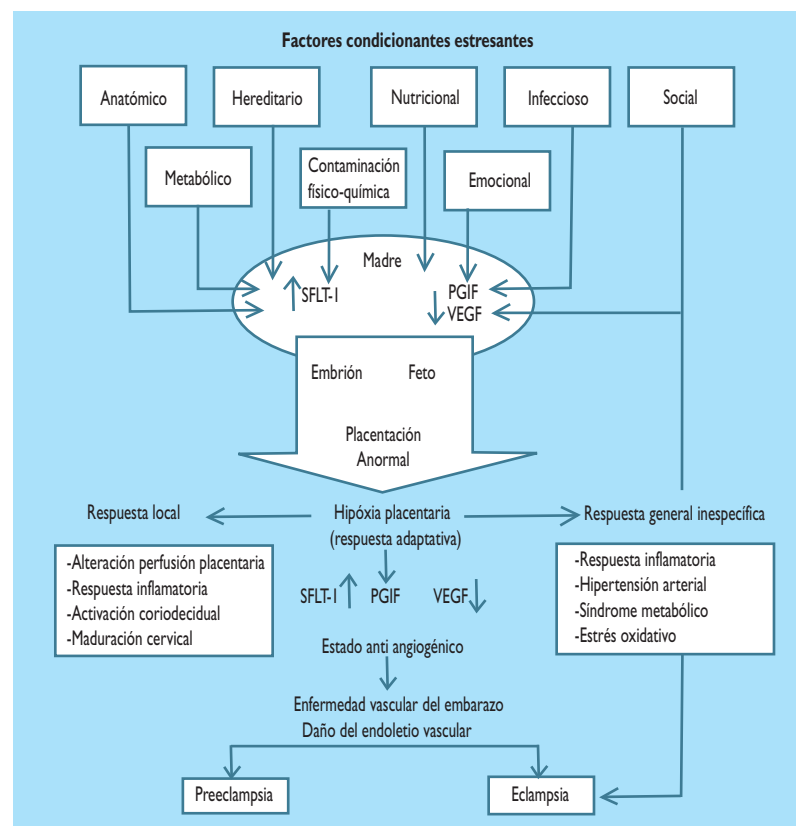 Factores condicionantes estresantes
Anatómico
Hereditario
Nutricional
Infeccioso
Social
Metabólico
Contaminación
físico-química
Emocional
Madre
SFLT-1
PGIF
VEGF
Embrión
Feto
Placentación
Anormal
Respuesta local
Hipóxia placentaria
(respuesta adaptativa)
Respuesta general inespecífica
-Alteración perfusión placentaria
-Respuesta inflamatoria
-Activación coriodecidual
-Maduración cervical
-Respuesta inflamatoria
-Hipertensión arterial
-Síndrome metabólico
-Estrés oxidativo
SFLT-1
PGIF
VEGF
Estado anti angiogénico
Enfermedad vascular del embarazo
Daño del endoletio vascular
Preeclampsia
Eclampsia